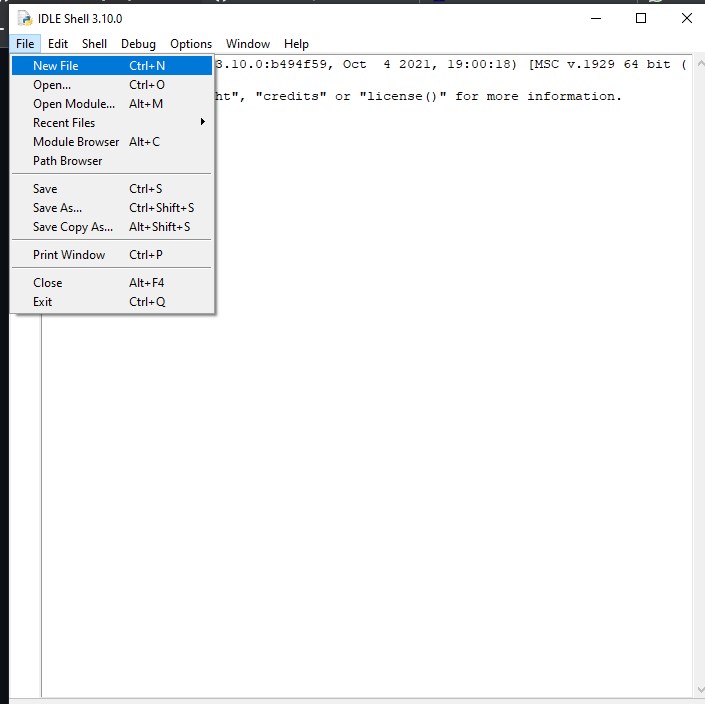 IDLE Shell 3.10.0
File Edit Shell Debug Options Window Help
New File Ctrl+N
Open... Ctrl+O
Open Module... Alt+M
Recent Files
Module Browser Alt+C
Path Browser
Save Ctrl+S
Save As... Ctrl+Shift+S
Save Copy As... Alt+Shift+S
Print Window Ctrl+P
Close Alt+F4
Exit Ctrl+Q
3.10.0:b494f59, Oct  4 2021, 19:00:18) [MSC v.1929 64 bit (
ht", "credits" or "license()" for more information.